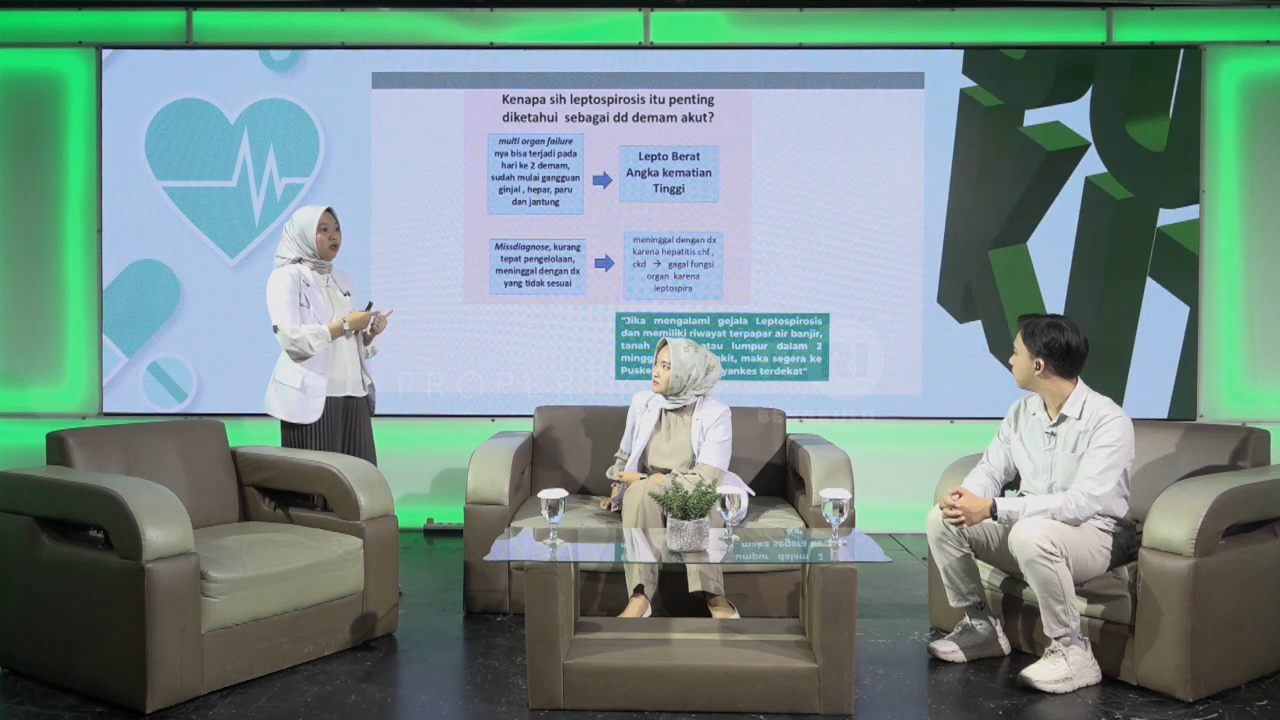 Kenapa sih leptospirosis itu penting
diketahui sebagai dd demam akut?
multi organ failure
nya bisa terjadi pada
hari ke 2 demam,
sudah mulai gangguan
ginjal , hepar, paru
dan jantung
Lepto Berat
Angka kematian
Tinggi
Missdiagnose, kurang
tepat pengelolaan,
meninggal dengan dx
yang tidak sesuai
meninggal dengan dx
karena hepatitis chf ,
ckd → gagal fungsi
organ karena
leptospira
"Jika mengalami gejala Leptospirosis
dan memiliki riwayat terpapar air banjir,
tanah atau lumpur dalam 2
maka segera ke
terdekat"